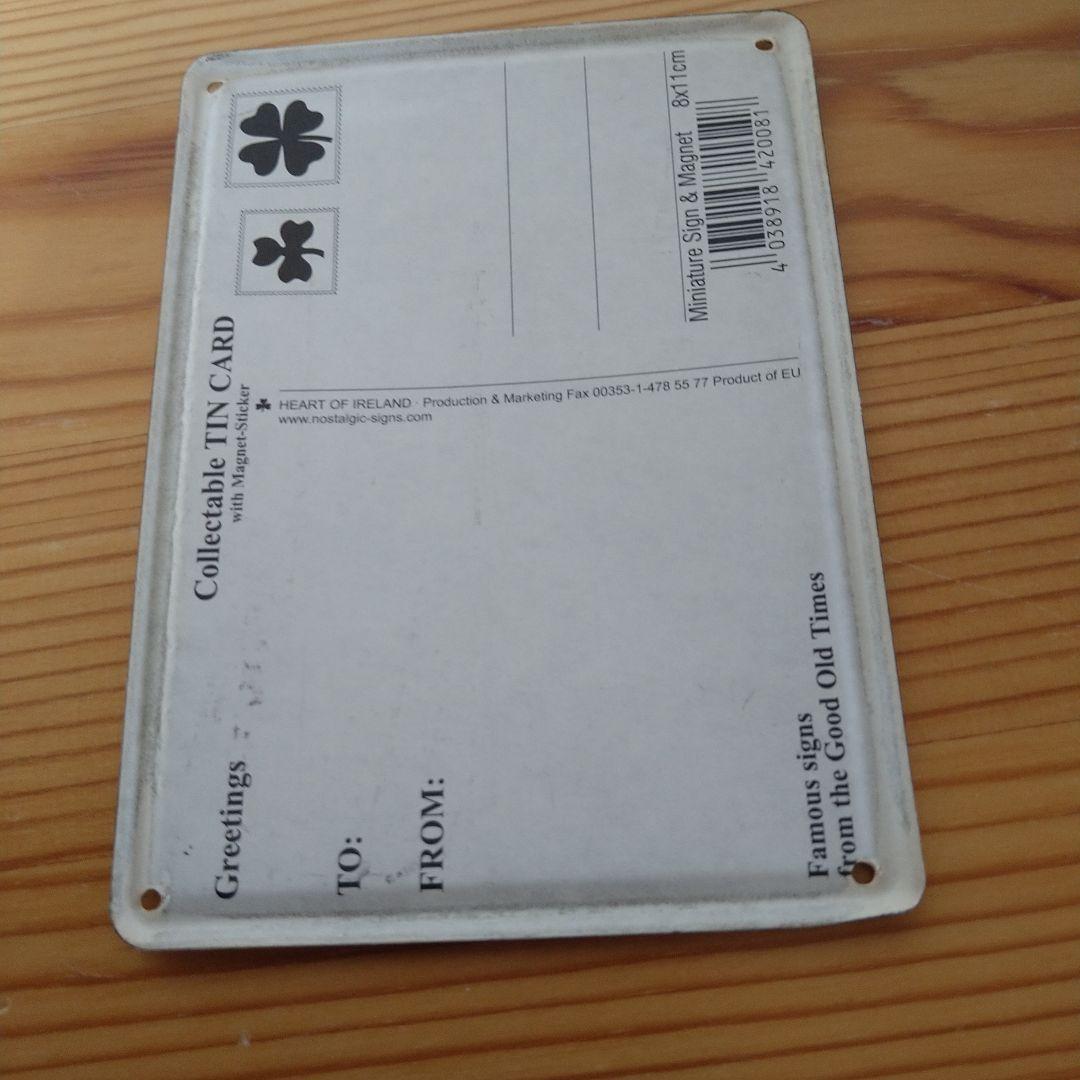 Collectable TIN CARD
with Magnet-Sticker
Greetings
TO:
FROM:
HEART OF IRELAND · Production & Marketing Fax 00353-1-478 55 77 Product of EU
www.nostalgic-signs.com
Miniature Sign & Magnet 8x11cm
4 038918 420081
Famous signs
from the Good Old Times